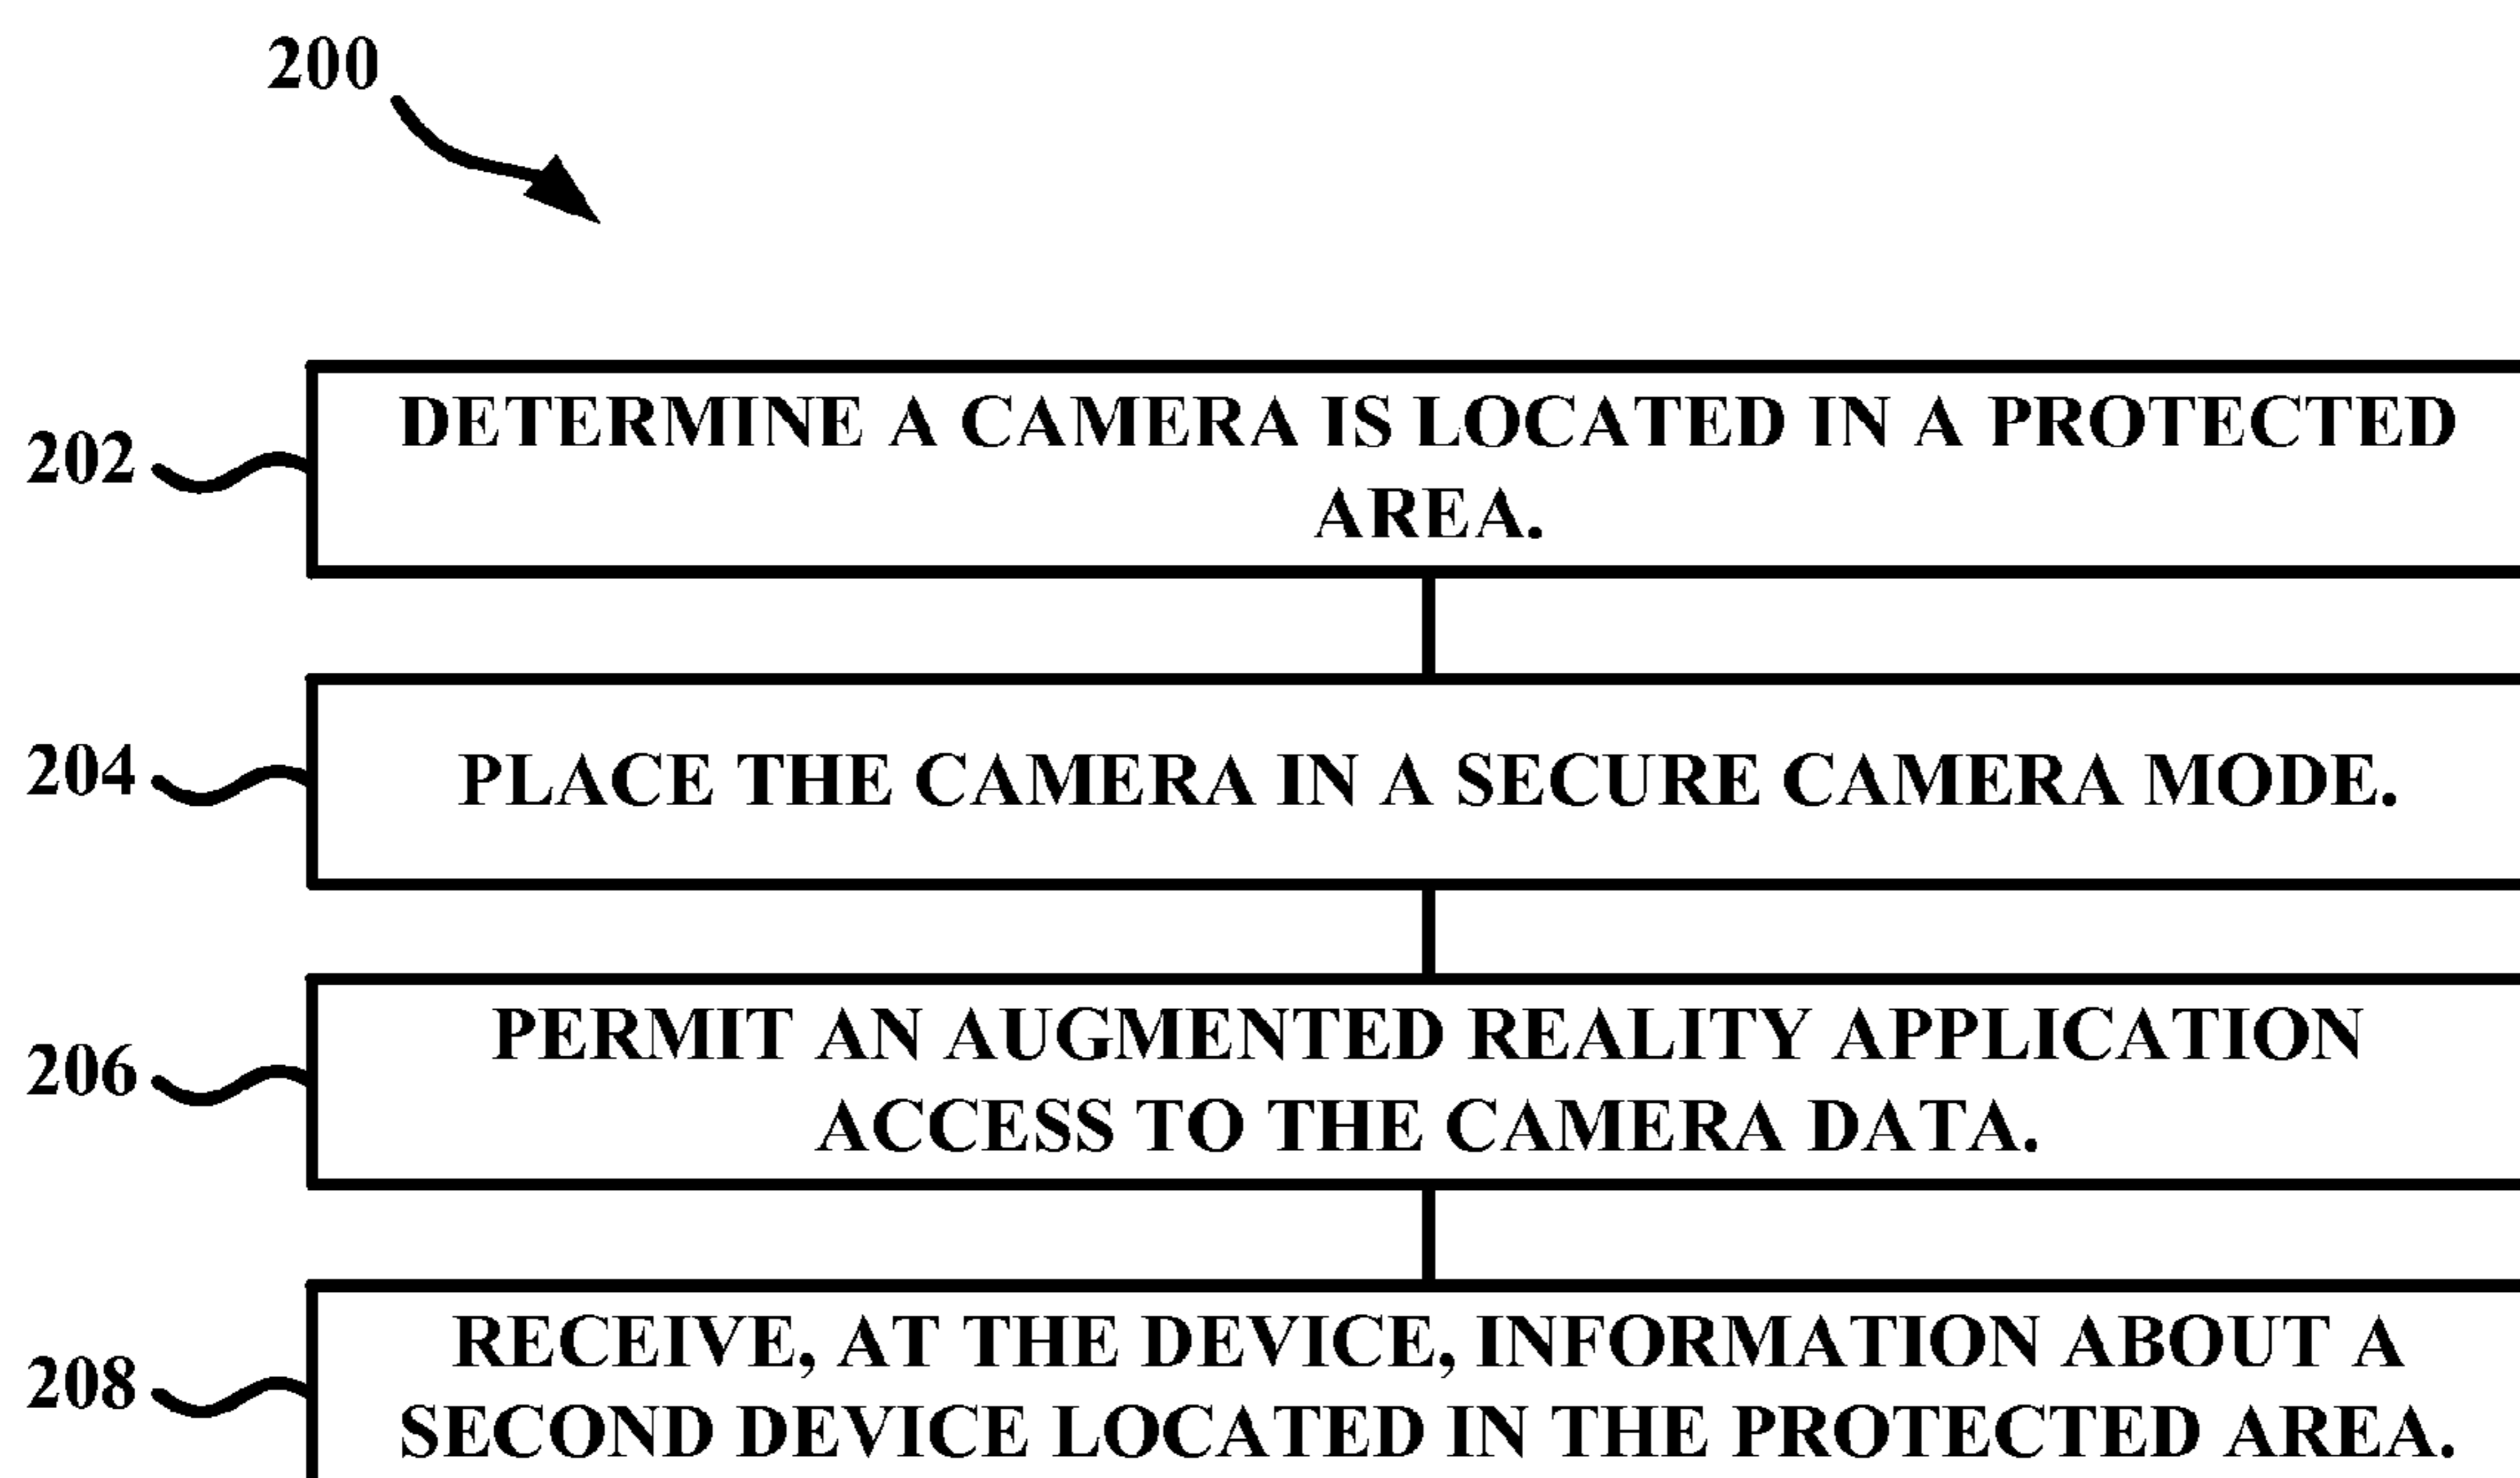 200
202
DETERMINE A CAMERA IS LOCATED IN A PROTECTED
AREA.
204
PLACE THE CAMERA IN A SECURE CAMERA MODE.
206
PERMIT AN AUGMENTED REALITY APPLICATION
ACCESS TO THE CAMERA DATA.
208
RECEIVE, AT THE DEVICE, INFORMATION ABOUT A
SECOND DEVICE LOCATED IN THE PROTECTED AREA.